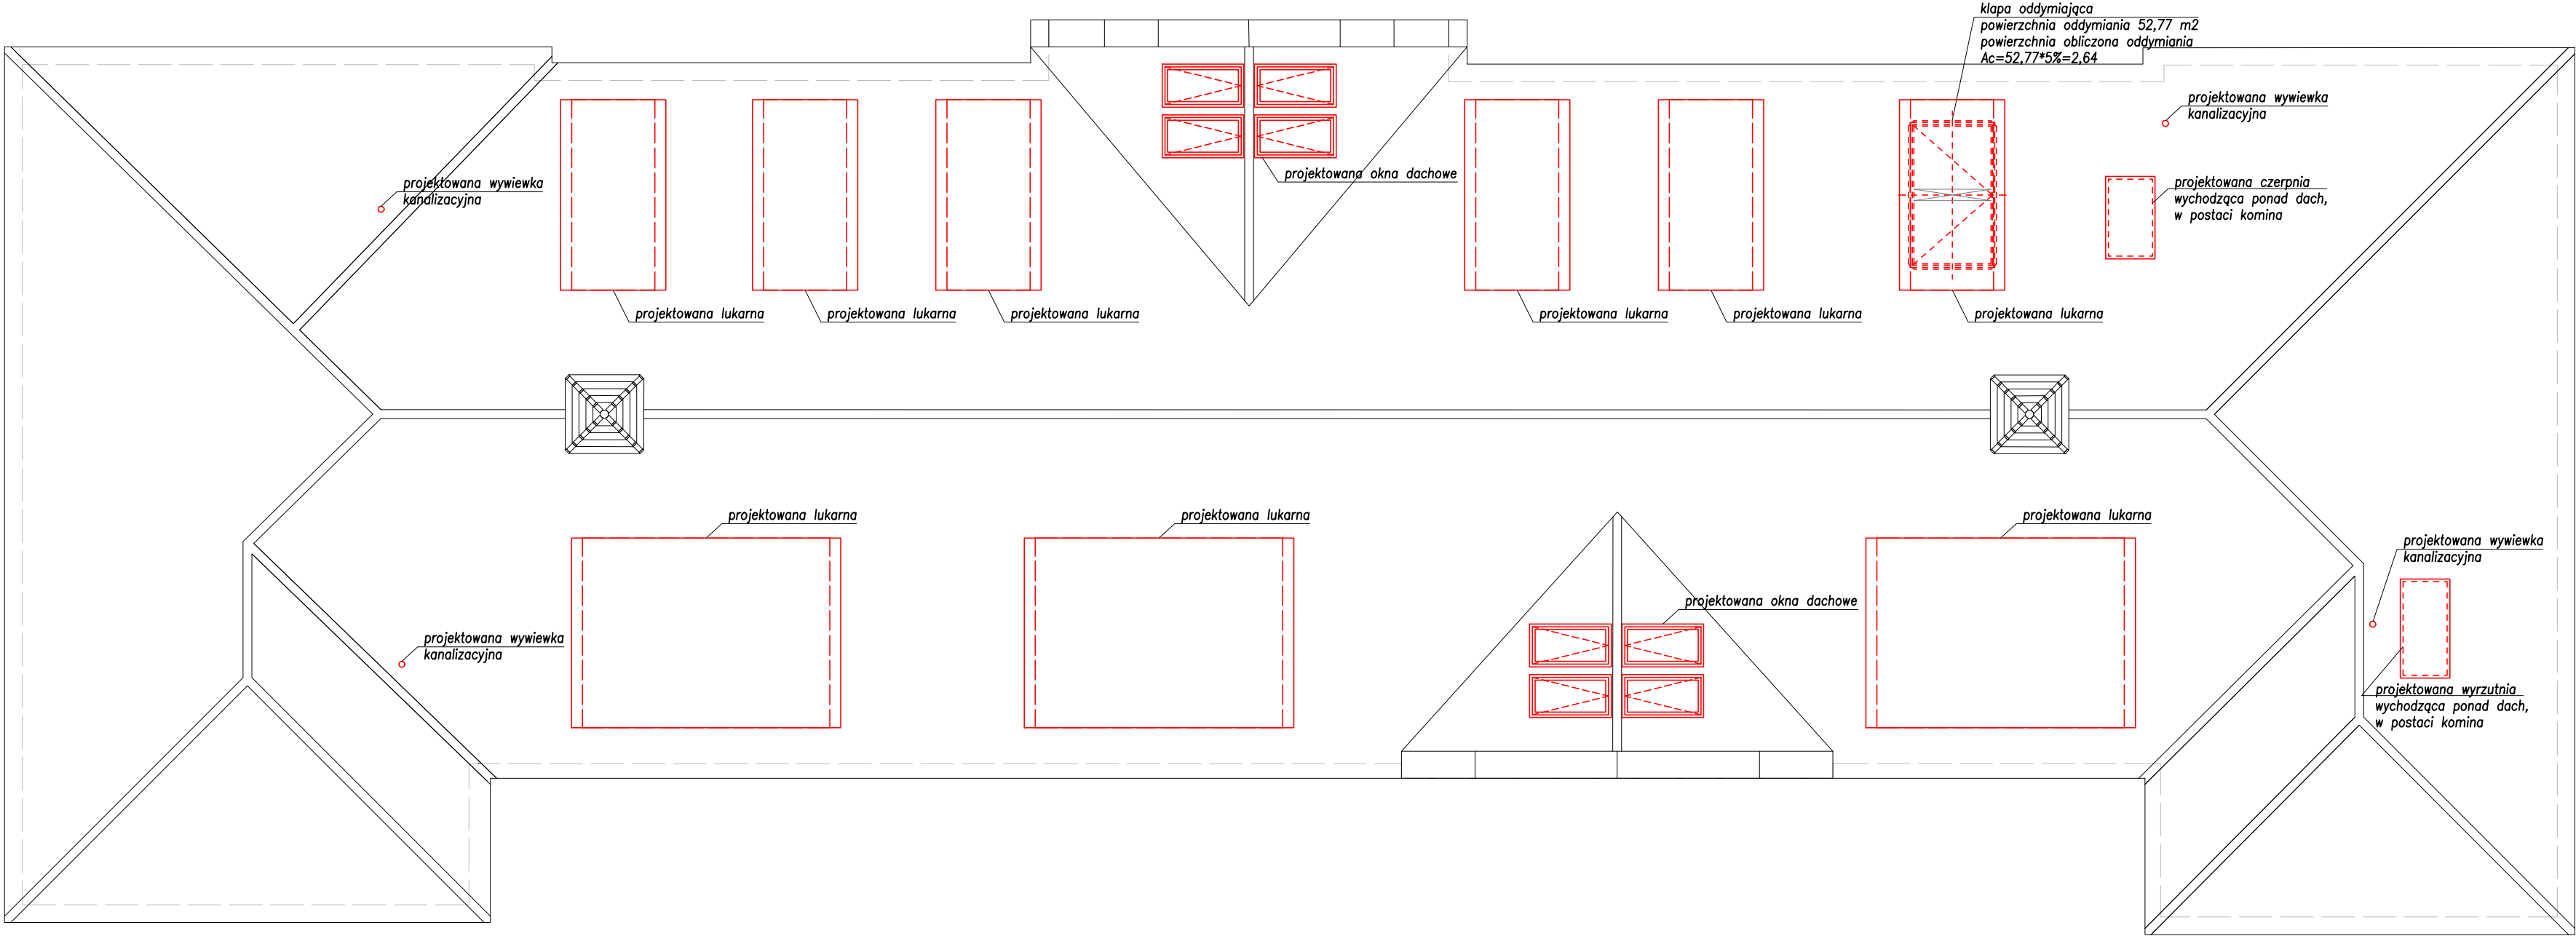 klapa oddymiająca
powierzchnia oddymiania 52,77 m2
powierzchnia obliczona oddymiania
Ac=52,77*5%=2,64
projektowana wywiewka
kanalizacyjna
projektowana okna dachowe
projektowana wywiewka
kanalizacyjna
projektowana czerpnia
wychodząca ponad dach,
w postaci komina
projektowana lukarna
projektowana lukarna
projektowana lukarna
projektowana lukarna
projektowana lukarna
projektowana lukarna
projektowana lukarna
projektowana lukarna
projektowana lukarna
projektowana wywiewka
kanalizacyjna
projektowana okna dachowe
projektowana wywiewka
kanalizacyjna
projektowana wyrzutnia
wychodząca ponad dach,
w postaci komina